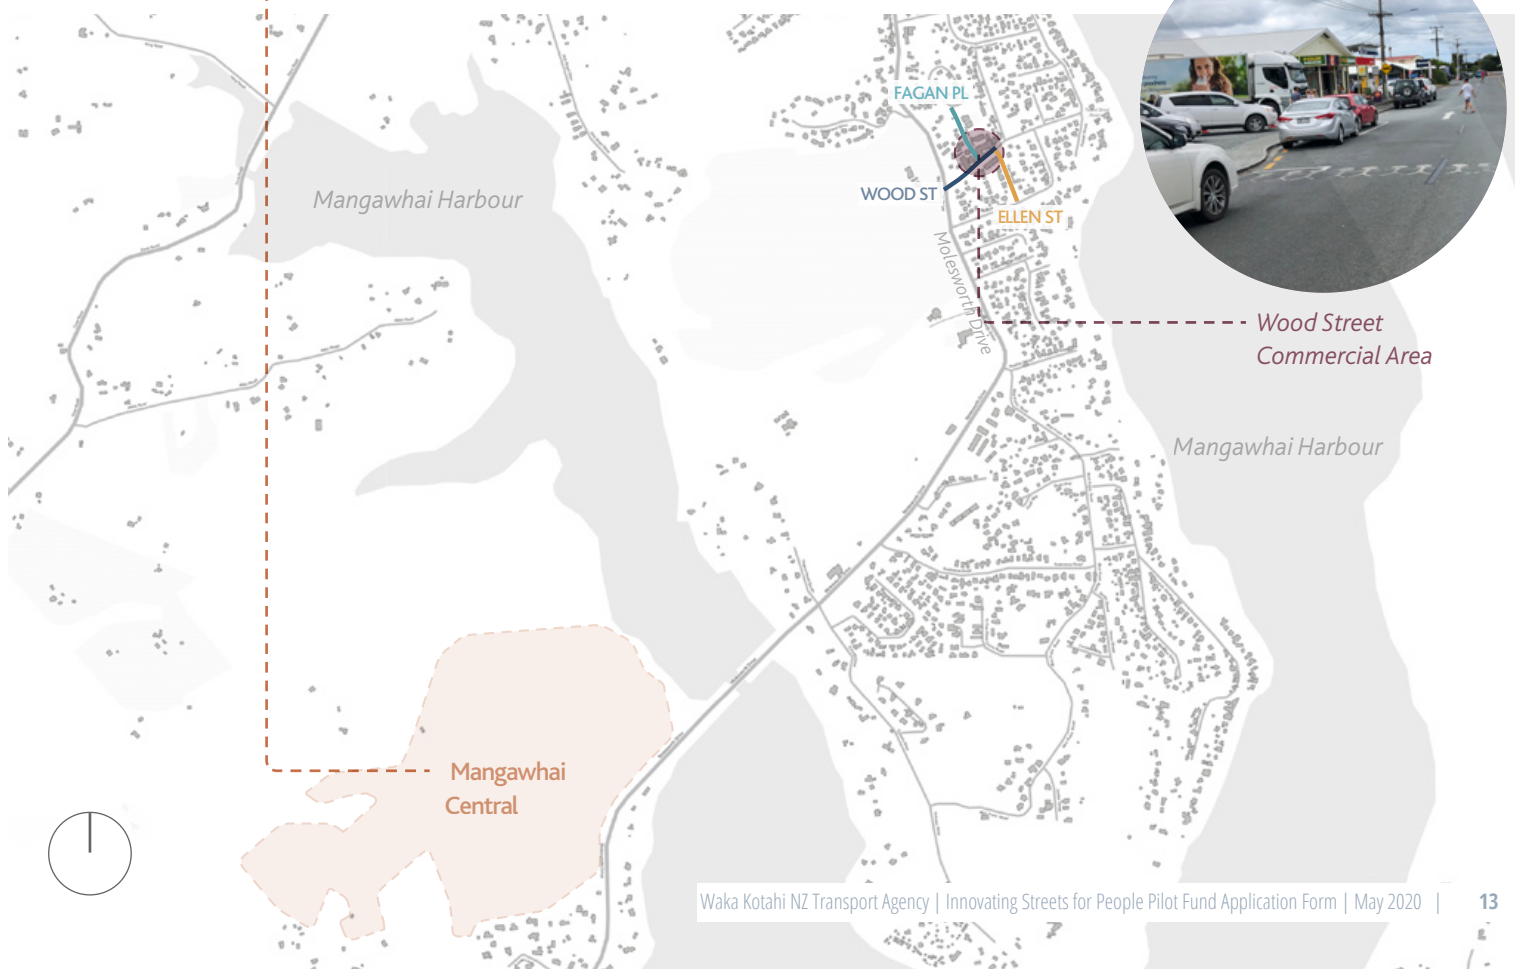 FAGAN PL
WOOD ST
ELLEN ST
Mangawhai Harbour
Molesworth Drive
Wood Street
Commercial Area
Mangawhai Harbour
Mangawhai
Central
Waka Kotahi NZ Transport Agency | Innovating Streets for People Pilot Fund Application Form | May 2020 | 13